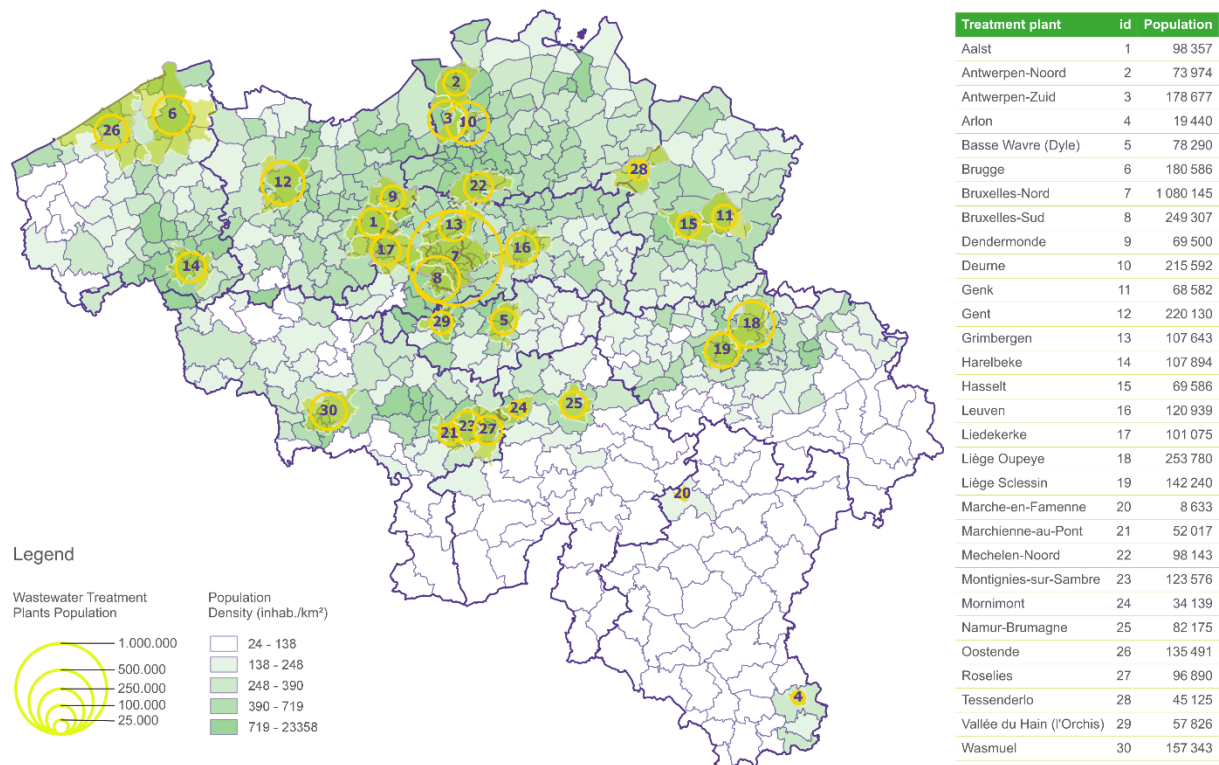 Treatment plant id Population
Aalst 1 98 357
Antwerpen-Noord 2 73 974
Antwerpen-Zuid 3 178 677
Arlon 4 19 440
Basse Wavre (Dyle) 5 78 290
Brugge 6 180 586
Bruxelles-Nord 7 1 080 145
Bruxelles-Sud 8 249 307
Dendermonde 9 69 500
Deurne 10 215 592
Genk 11 68 582
Gent 12 220 130
Grimbergen 13 107 643
Harelbeke 14 107 894
Hasselt 15 69 586
Leuven 16 120 939
Liedekerke 17 101 075
Liège Oupeye 18 253 780
Liège Sclessin 19 142 240
Marche-en-Famenne 20 8 633
Marchienne-au-Pont 21 52 017
Mechelen-Noord 22 98 143
Montignies-sur-Sambre 23 123 576
Mornimont 24 34 139
Namur-Brumagne 25 82 175
Oostende 26 135 491
Roselies 27 96 890
Tessenderlo 28 45 125
Vallée du Hain (l'Orchis) 29 57 826
Wasmuel 30 157 343
2
6
3
10
26
28
12
22
9
11
1
13
15
17
16
7
14
8
29
5
18
19
30
24
25
21
23
27
20
4
Legend
Wastewater Treatment
Plants Population
1.000.000
500.000
250.000
100.000
25.000
Population
Density (inhab./km²)
24 - 138
138 - 248
248 - 390
390 - 719
719 - 23358